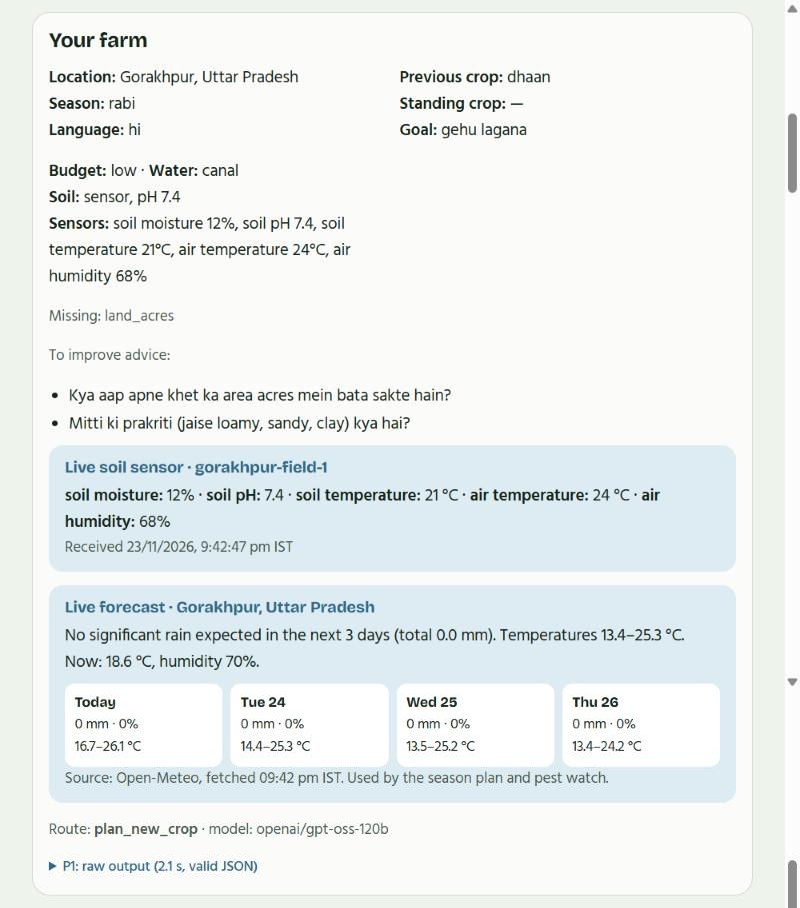 Your farm
Location: Gorakhpur, Uttar Pradesh
Season: rabi
Language: hi
Previous crop: dhaan
Standing crop: —
Goal: gehu lagana
Budget: low · Water: canal
Soil: sensor, pH 7.4
Sensors: soil moisture 12%, soil pH 7.4, soil
temperature 21°C, air temperature 24°C, air
humidity 68%
Missing: land_acres
To improve advice:
• Kya aap apne khet ka area acres mein bata sakte hain?
• Mitti ki prakriti (jaise loamy, sandy, clay) kya hai?
Live soil sensor · gorakhpur-field-1
soil moisture: 12% · soil pH: 7.4 · soil temperature: 21 °C · air temperature: 24 °C · air
humidity: 68%
Received 23/11/2026, 9:42:47 pm IST
Live forecast · Gorakhpur, Uttar Pradesh
No significant rain expected in the next 3 days (total 0.0 mm). Temperatures 13.4–25.3 °C.
Now: 18.6 °C, humidity 70%.
Today
0 mm · 0%
16.7–26.1 °C
Tue 24
0 mm · 0%
14.4–25.3 °C
Wed 25
0 mm · 0%
13.5–25.2 °C
Thu 26
0 mm · 0%
13.4–24.2 °C
Source: Open-Meteo, fetched 09:42 pm IST. Used by the season plan and pest watch.
Route: plan_new_crop · model: openai/gpt-oss-120b
▶ P1: raw output (2.1 s, valid JSON)